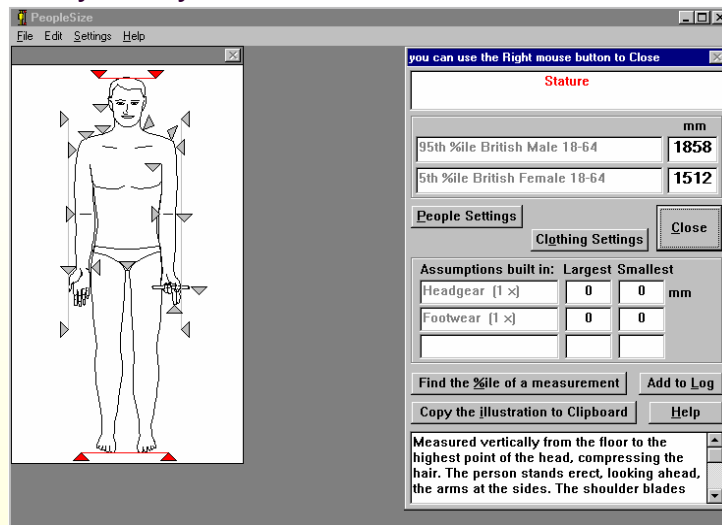 PeopleSize
File Edit Settings Help
you can use the Right mouse button to Close
Stature
mm
95th %ile British Male 18-64 1858
5th %ile British Female 18-64 1512
People Settings
Clothing Settings
Close
Assumptions built in: Largest Smallest
Headgear (1 x) 0 0 mm
Footwear (1 x) 0 0
Find the %ile of a measurement Add to Log
Copy the illustration to Clipboard Help
Measured vertically from the floor to the
highest point of the head, compressing the
hair. The person stands erect, looking ahead,
the arms at the sides. The shoulder blades